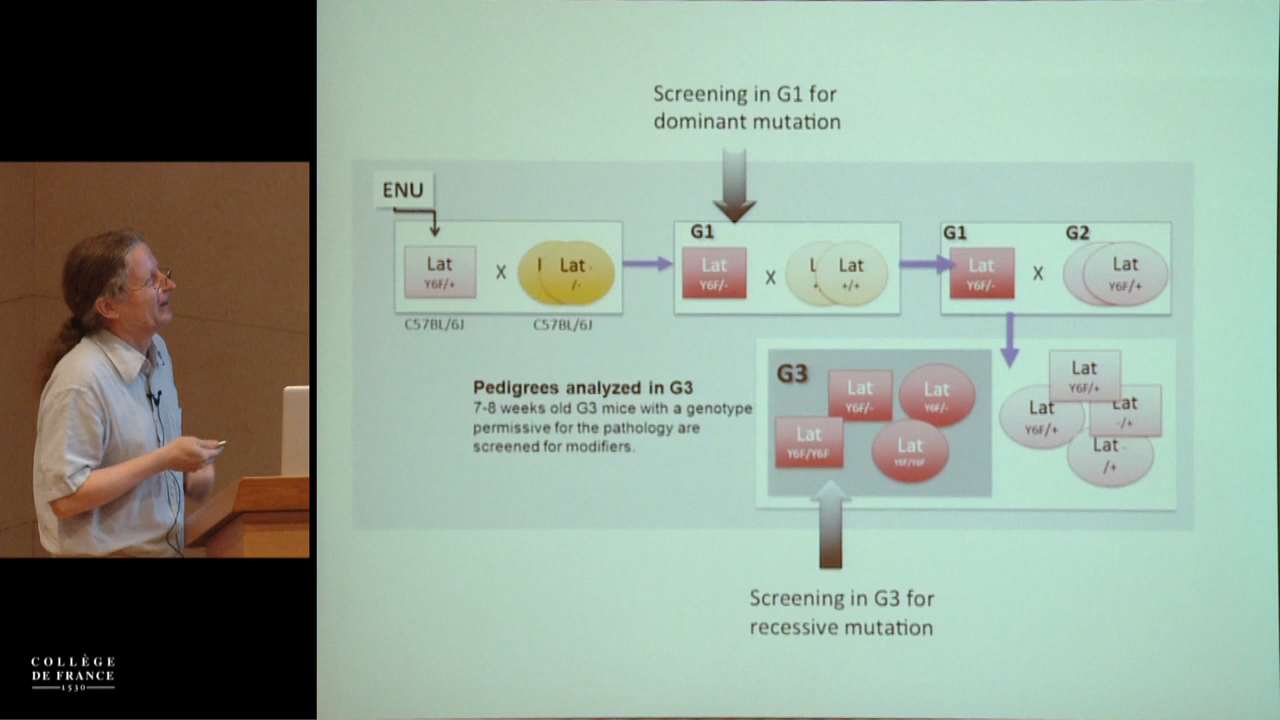 Screening in G1 for
dominant mutation
ENU
Lat
Y6F/+
X
Lat
/-
C57BL/6J
C57BL/6J
G1
Lat
Y6F/-
X
L
Lat
+/+
G1
Lat
Y6F/-
X
G2
Lat
Y6F/+
Pedigrees analyzed in G3
7-8 weeks old G3 mice with a genotype
permissive for the pathology are
screened for modifiers.
G3
Lat
Y6F/-
Lat
Y6F/-
Lat
Y6F/Y6F
Lat
Y6F/Y6F
Lat
Y6F/+
Lat
Y6F/+
Lat
-/+
Lat
/+
Screening in G3 for
recessive mutation
COLLÈGE
DE FRANCE
1530